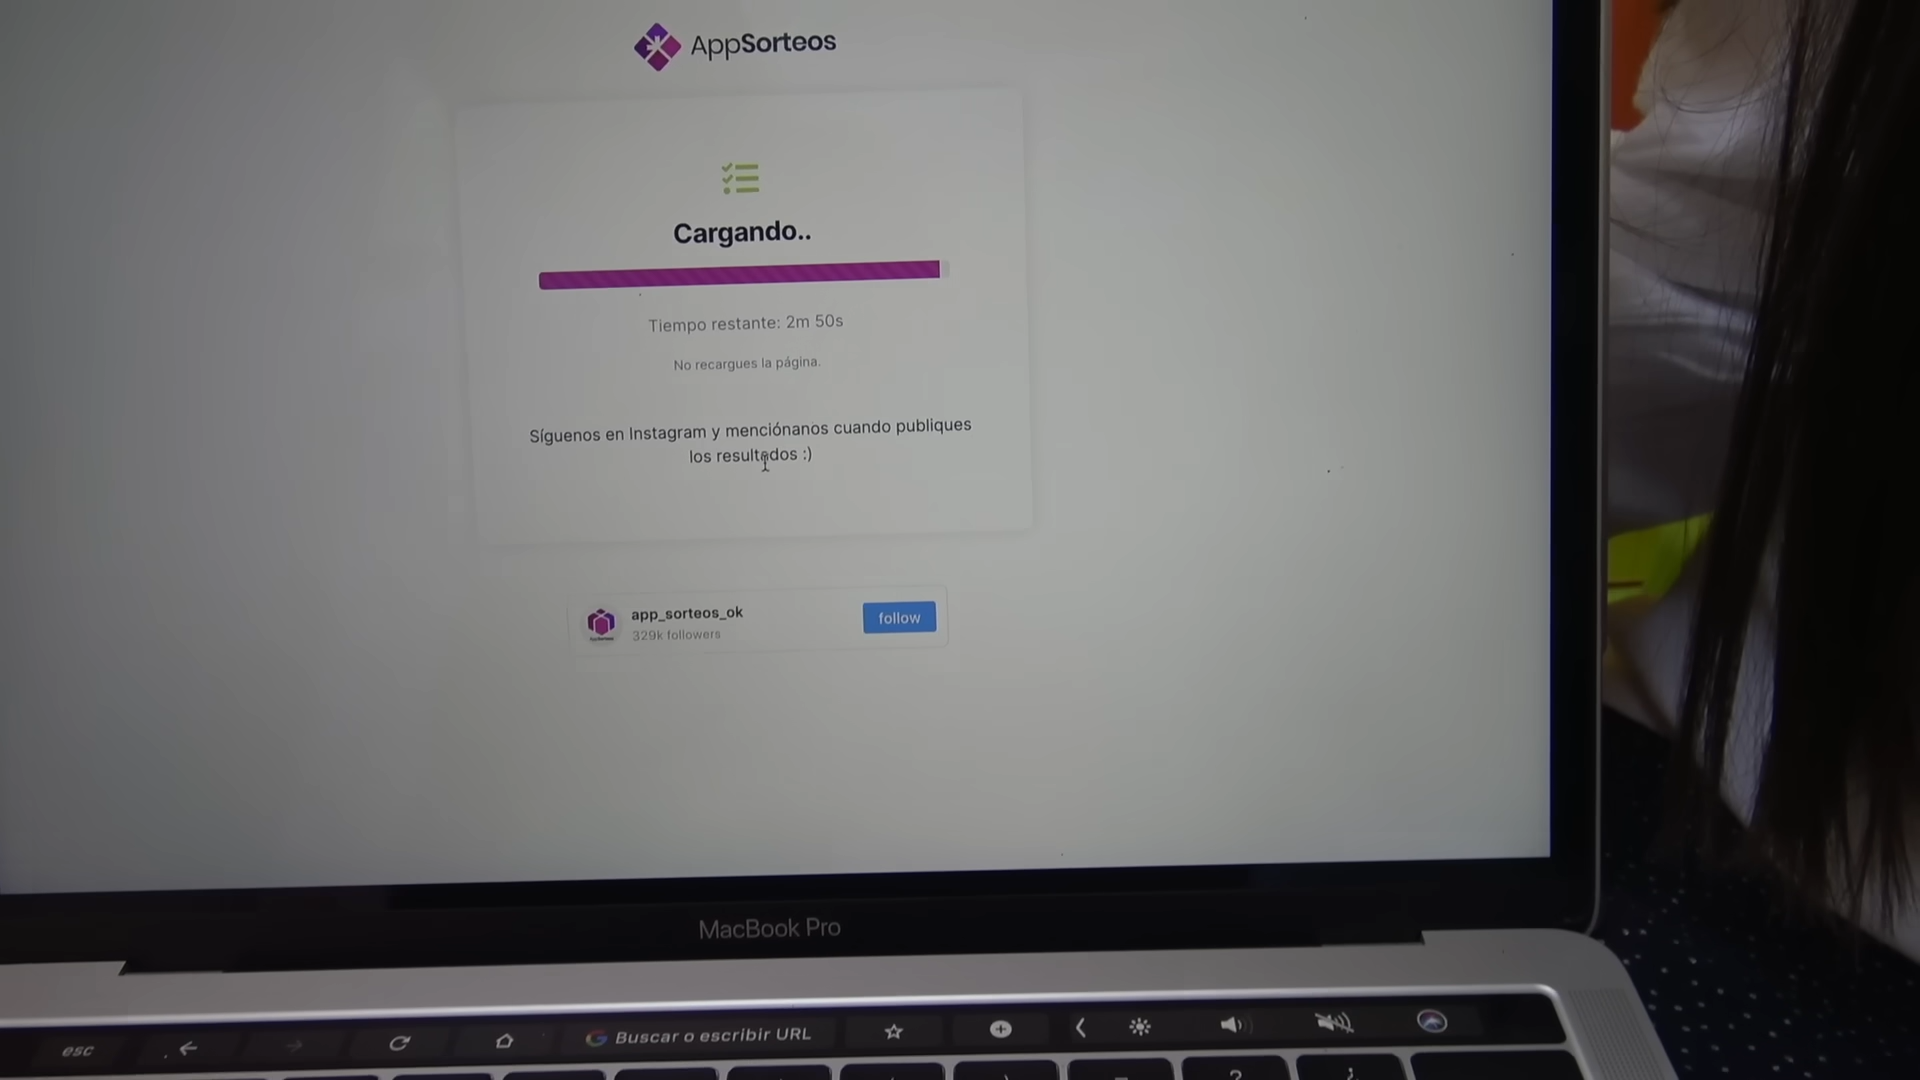 AppSorteos
Cargando..
Tiempo restante: 2m 50s
No recargues la página.
Síguenos en Instagram y menciónanos cuando publiques
los resultados :)
app_sorteos_ok
329k followers
follow
MacBook Pro
esc
Buscar o escribir URL
?